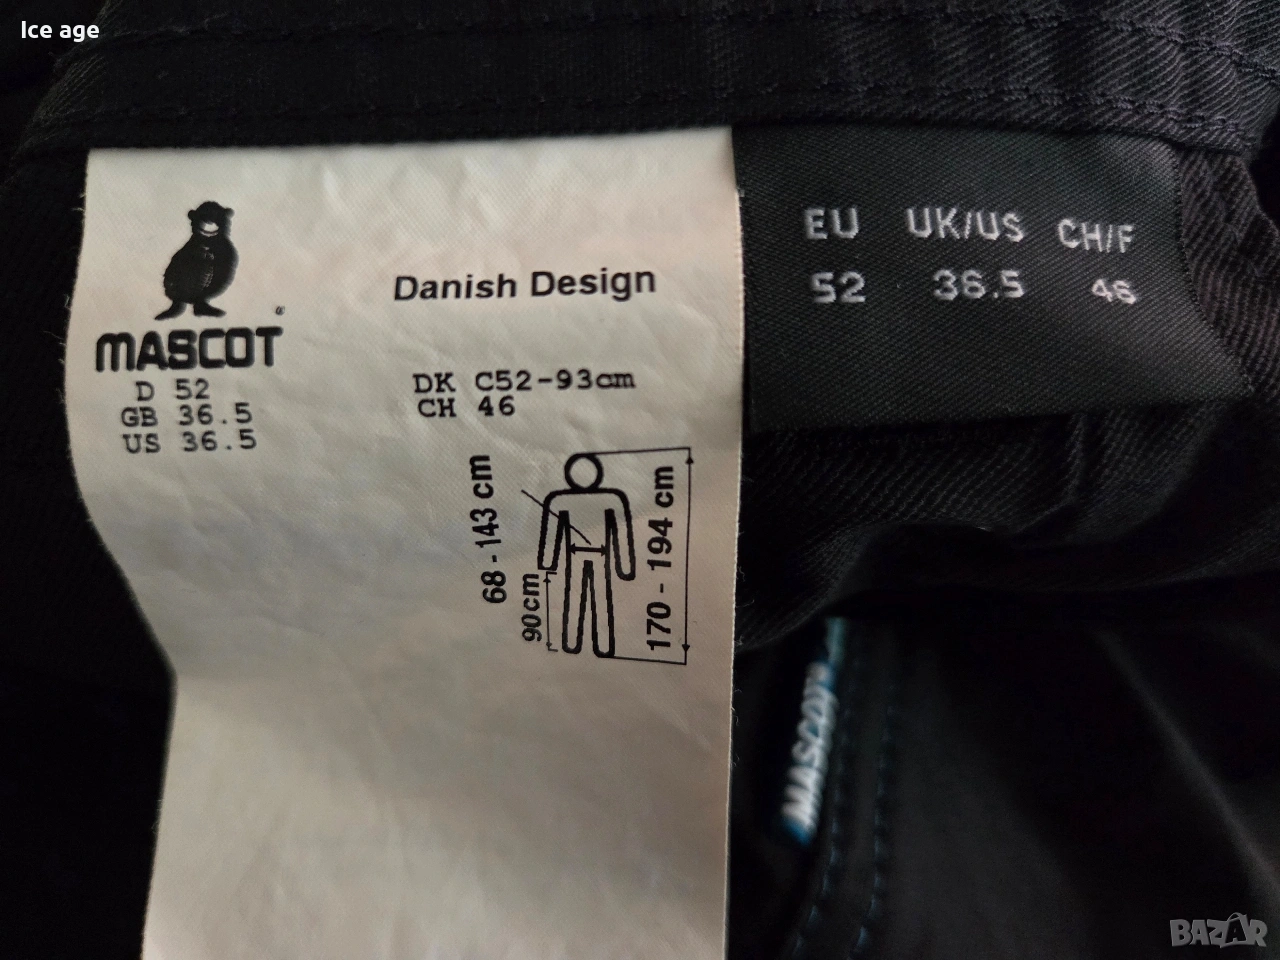 Ice age
MASCOT®
D 52
GB 36.5
US 36.5
Danish Design
DK C52-93cm
CH 46
68 - 143 cm
90cm
170 - 194 cm
EU UK/US CH/F
52 36.5 46
MASCOT®
BAZAR